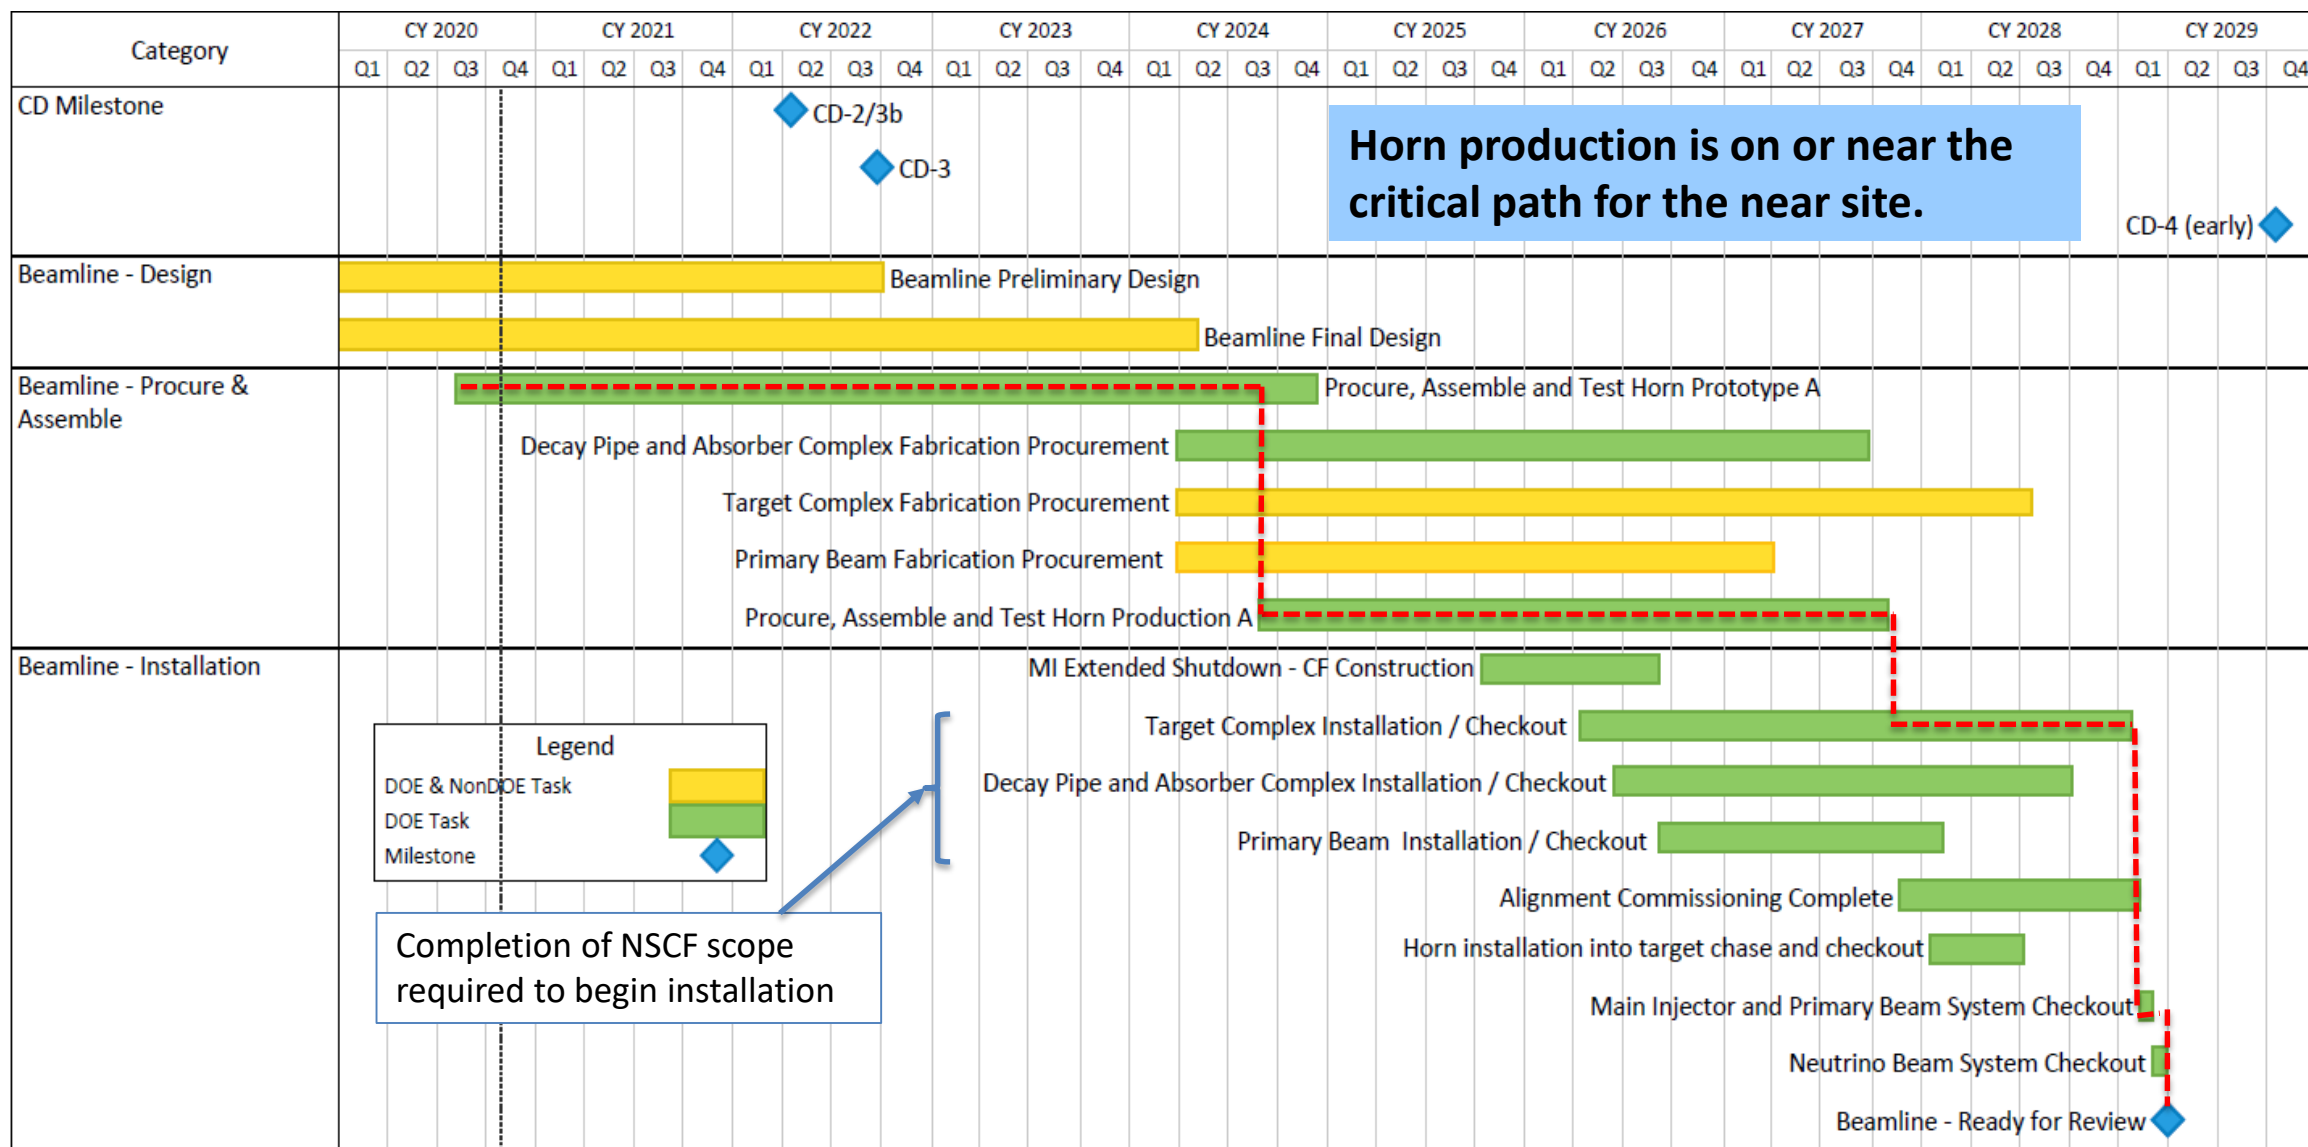 Category
CY 2020 CY 2021 CY 2022 CY 2023 CY 2024 CY 2025 CY 2026 CY 2027 CY 2028 CY 2029
Q1 Q2 Q3 Q4 Q1 Q2 Q3 Q4 Q1 Q2 Q3 Q4 Q1 Q2 Q3 Q4 Q1 Q2 Q3 Q4 Q1 Q2 Q3 Q4 Q1 Q2 Q3 Q4 Q1 Q2 Q3 Q4 Q1 Q2 Q3 Q4 Q1 Q2 Q3 Q4
CD Milestone
CD-2/3b
CD-3
Horn production is on or near the
critical path for the near site.
CD-4 (early)
Beamline - Design
Beamline Preliminary Design
Beamline Final Design
Beamline - Procure &
Assemble
Procure, Assemble and Test Horn Prototype A
Decay Pipe and Absorber Complex Fabrication Procurement
Target Complex Fabrication Procurement
Primary Beam Fabrication Procurement
Procure, Assemble and Test Horn Production A
Beamline - Installation
MI Extended Shutdown - CF Construction
Target Complex Installation / Checkout
Decay Pipe and Absorber Complex Installation / Checkout
Primary Beam Installation / Checkout
Alignment Commissioning Complete
Horn installation into target chase and checkout
Main Injector and Primary Beam System Checkout
Neutrino Beam System Checkout
Beamline - Ready for Review
Legend
DOE & NonDOE Task
DOE Task
Milestone
Completion of NSCF scope
required to begin installation